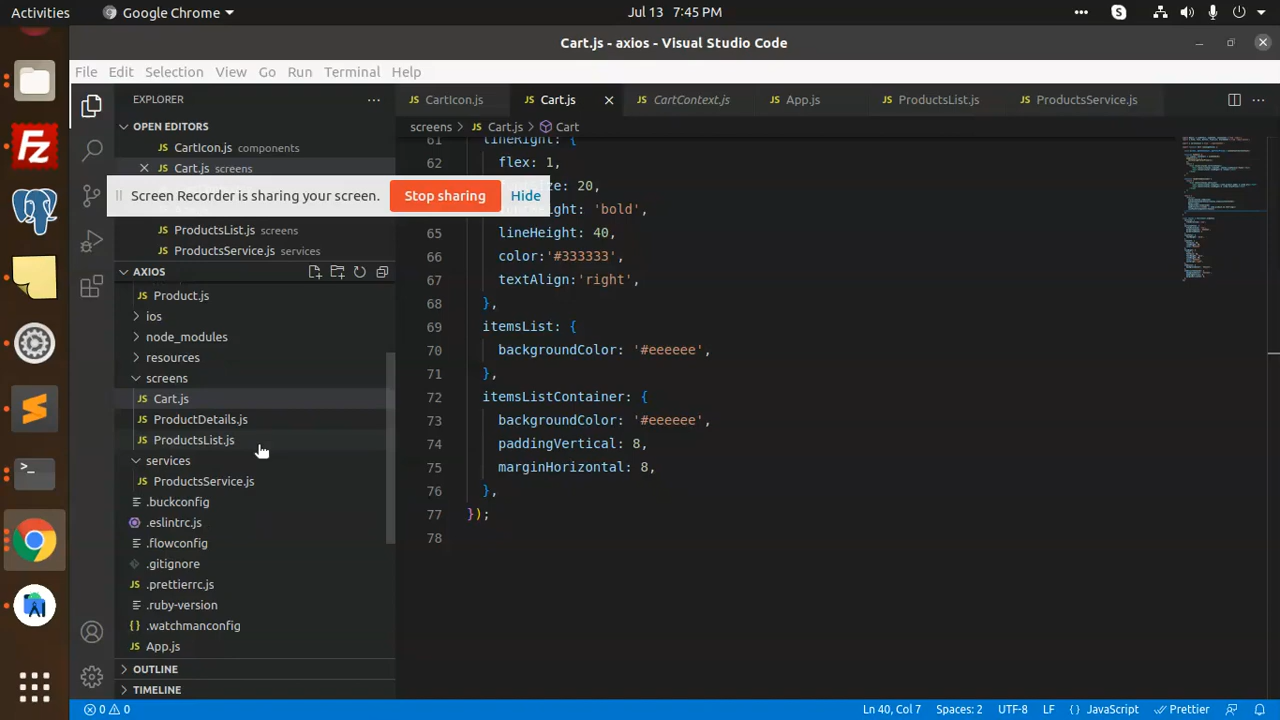 Activities
Google Chrome
Jul 13 7:45 PM
Cart.js - axios - Visual Studio Code
File Edit Selection View Go Run Terminal Help
EXPLORER
CartIcon.js
Cart.js
CartContext.js
App.js
ProductsList.js
ProductsService.js
OPEN EDITORS
screens > Cart.js > Cart
CartIcon.js components
Cart.js screens
Screen Recorder is sharing your screen.
Stop sharing
Hide
ProductsList.js screens
ProductsService.js services
AXIOS
Product.js
ios
node_modules
resources
screens
Cart.js
ProductDetails.js
ProductsList.js
services
ProductsService.js
.buckconfig
.eslintrc.js
.flowconfig
.gitignore
.prettierrc.js
.ruby-version
.watchmanconfig
App.js
OUTLINE
TIMELINE
61 lineRight: {
62 flex: 1,
20,
'bold',
65 lineHeight: 40,
66 color:'#333333',
67 textAlign:'right',
68 },
69 itemsList: {
70 backgroundColor: '#eeeeee',
71 },
72 itemsListContainer: {
73 backgroundColor: '#eeeeee',
74 paddingVertical: 8,
75 marginHorizontal: 8,
76 },
77 });
78
0 0
Ln 40, Col 7
Spaces: 2
UTF-8
LF
JavaScript
Prettier